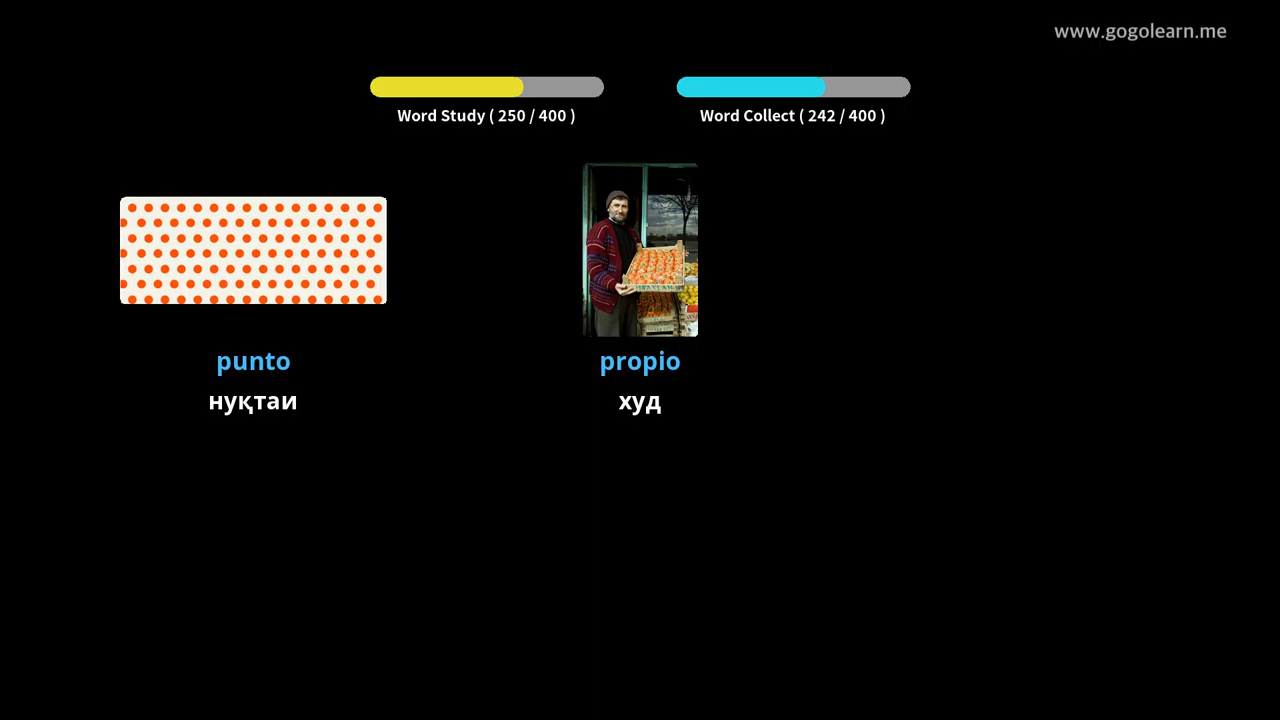 www.gogolearn.me
Word Study ( 250 / 400 )
Word Collect ( 242 / 400 )
punto
нуқтаи
propio
худ